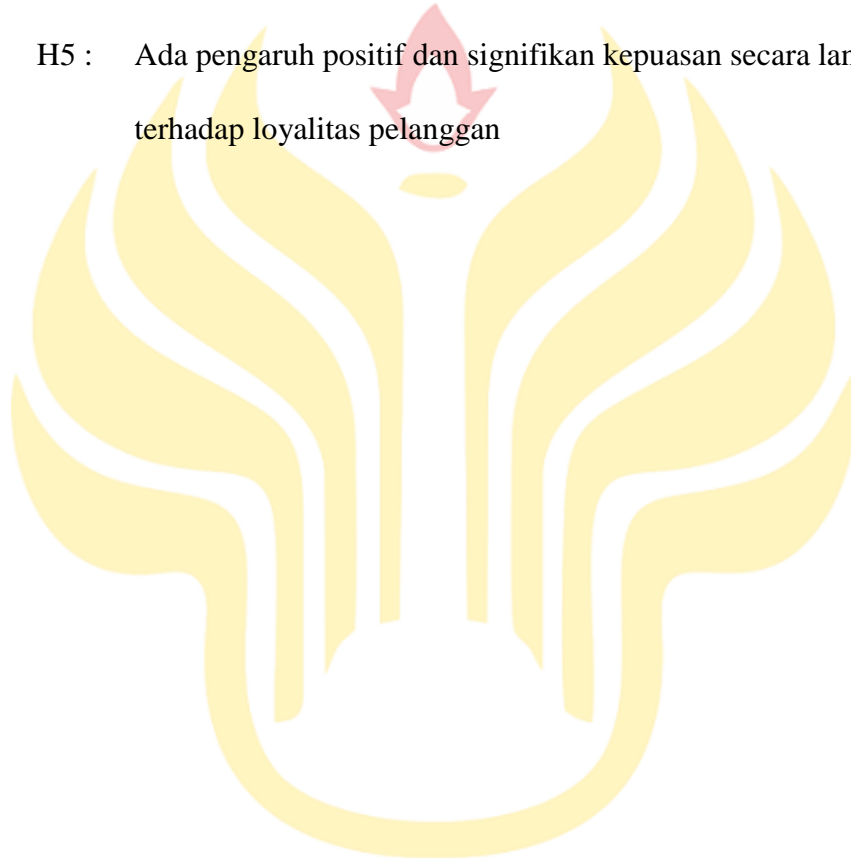 H5 : Ada pengaruh positif dan signifikan kepuasan secara
terhadap loyalitas pelanggan